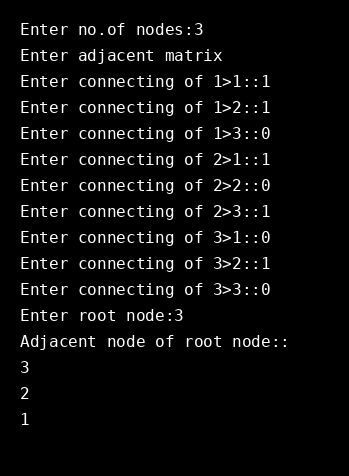 Enter no.of nodes:3
Enter adjacent matrix
Enter connecting of 1>1::1
Enter connecting of 1>2::1
Enter connecting of 1>3::0
Enter connecting of 2>1::1
Enter connecting of 2>2::0
Enter connecting of 2>3::1
Enter connecting of 3>1::0
Enter connecting of 3>2::1
Enter connecting of 3>3::0
Enter root node:3
Adjacent node of root node::
3
2
1